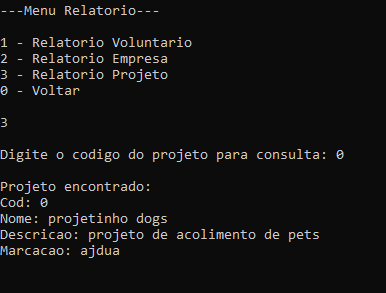 ---Menu Relatorio---
1 - Relatorio Voluntario
2 - Relatorio Empresa
3 - Relatorio Projeto
0 - Voltar
3
Digite o codigo do projeto para consulta: 0
Projeto encontrado:
Cod: 0
Nome: projetinho dogs
Descricao: projeto de acolimento de pets
Marcacao: ajdua